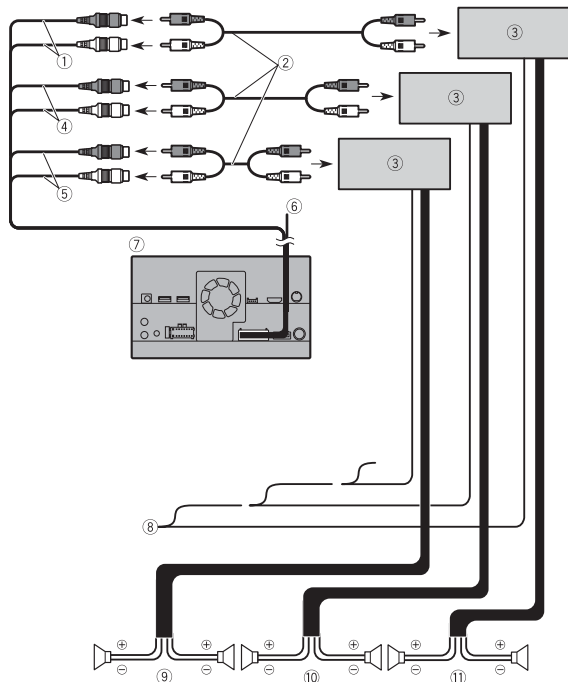 ③
① ②
④ ③
③
⑤
⑥
⑦
⑧
⊕ ⊕ ⊕ ⊕ ⊕ ⊕
⊖ ⊖ ⊖ ⊖ ⊖ ⊖
⑨ ⑩ ⑪